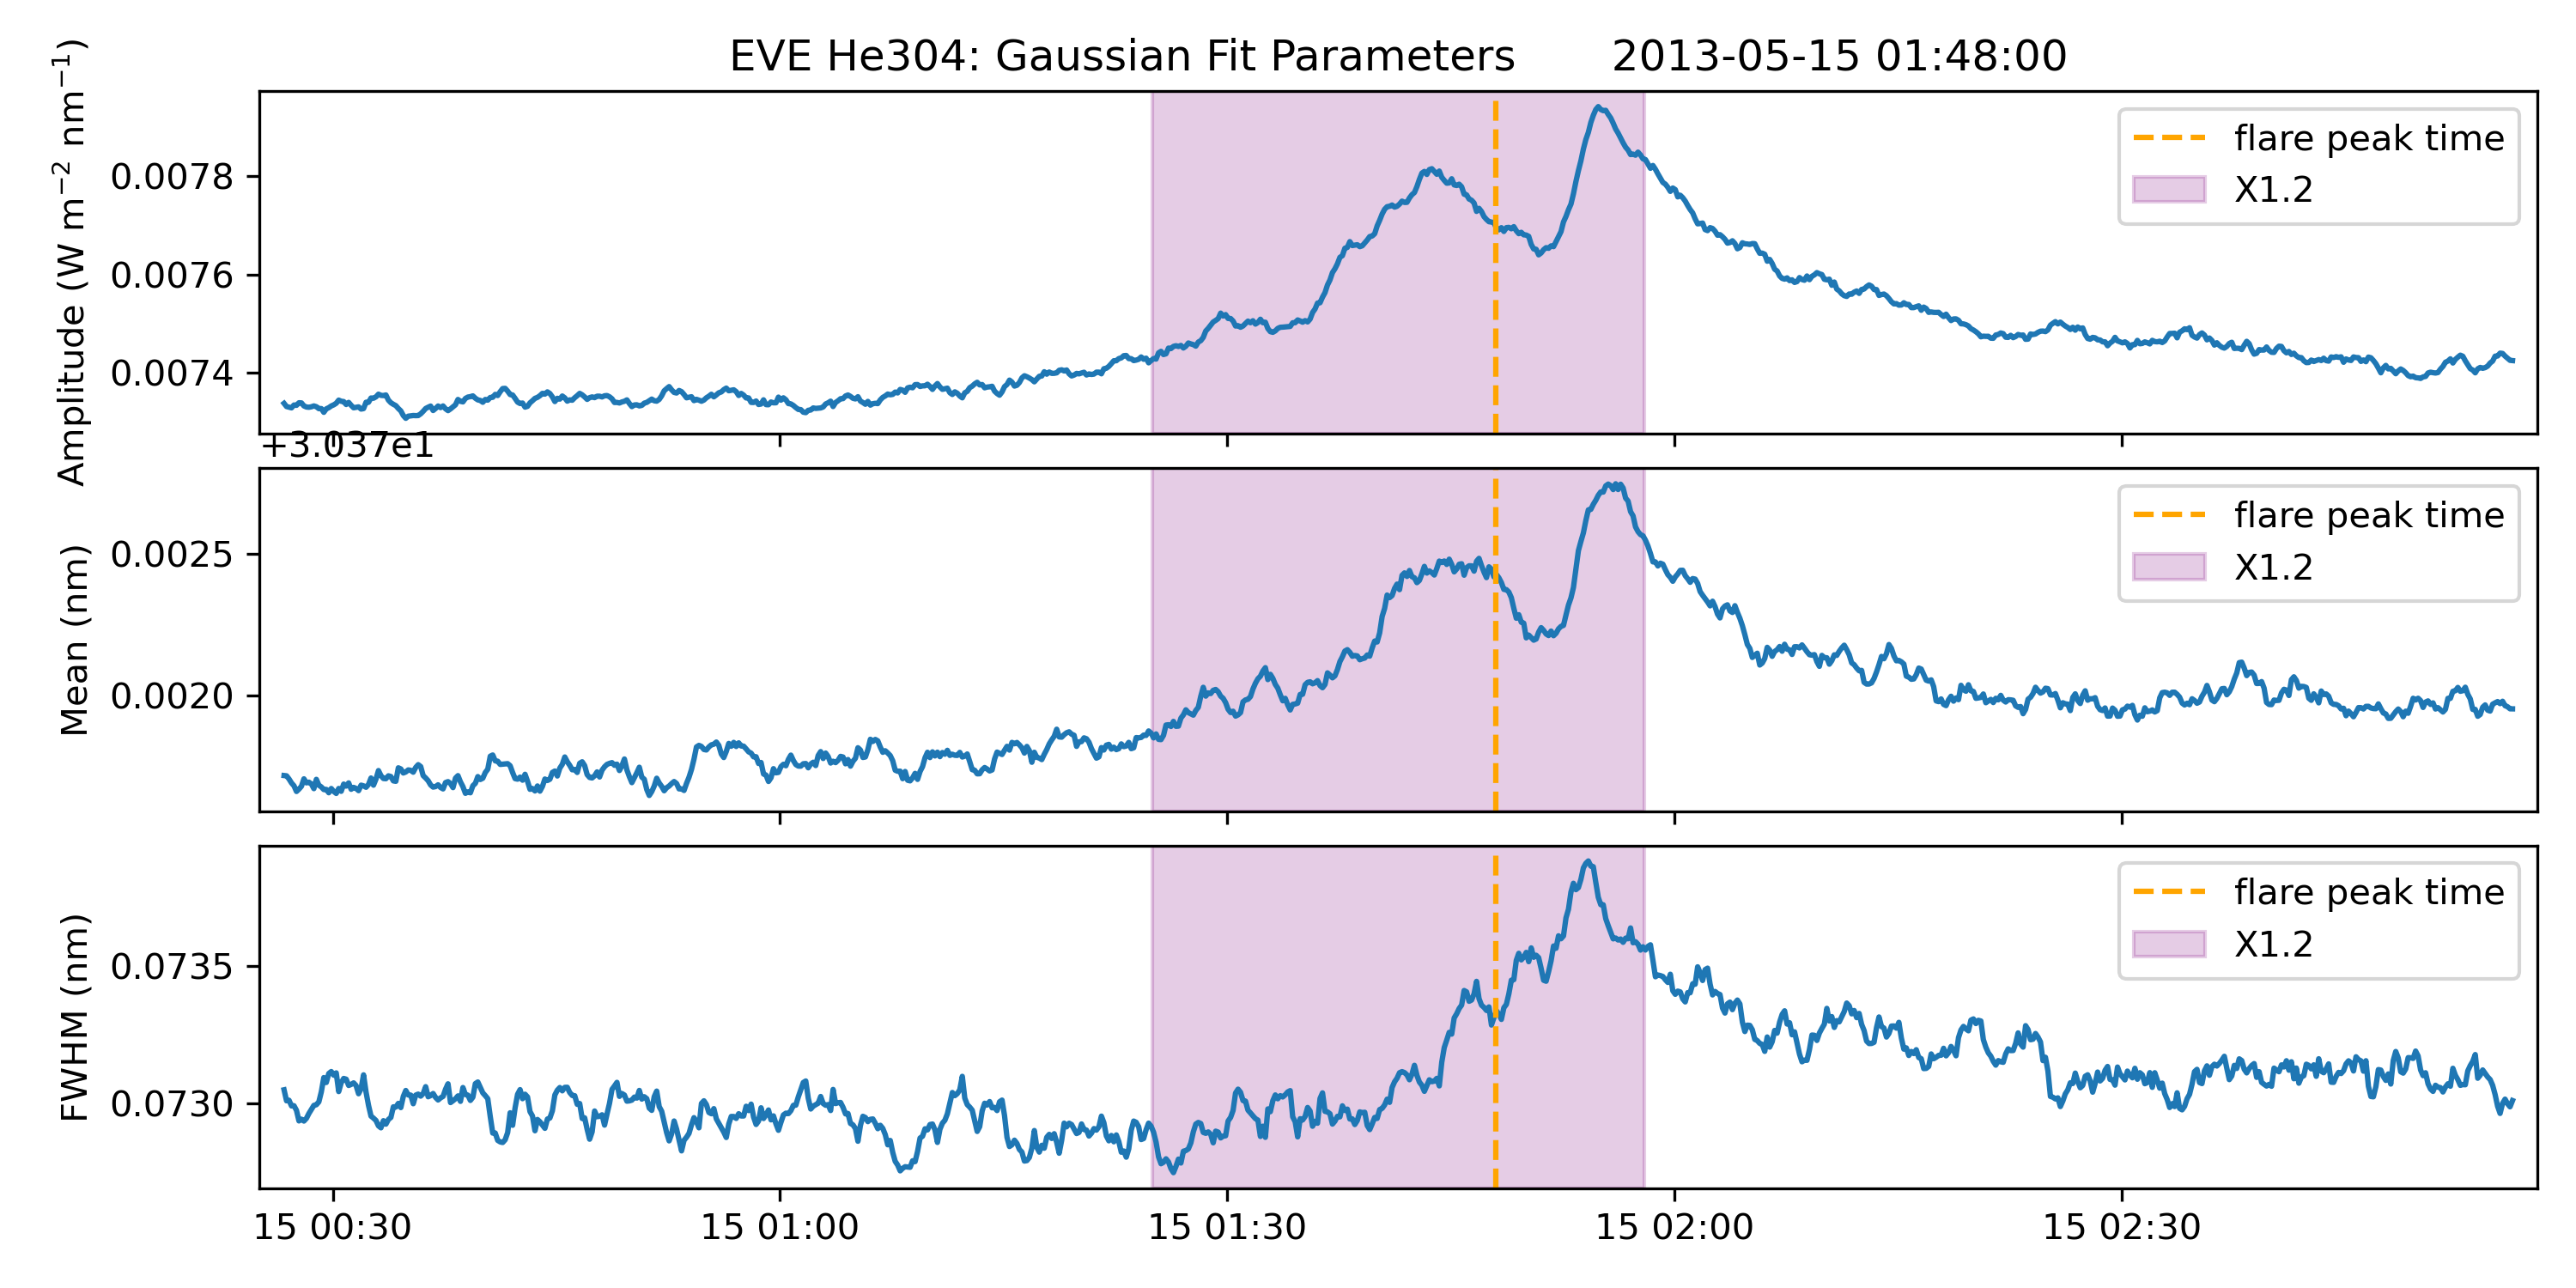 EVE He304: Gaussian Fit Parameters 2013-05-15 01:48:00
Amplitude (W m−2 nm−1)
0.0078
0.0076
0.0074
flare peak time
X1.2
+3.037e1
Mean (nm)
0.0025
0.0020
flare peak time
X1.2
FWHM (nm)
0.0735
0.0730
flare peak time
X1.2
15 00:30 15 01:00 15 01:30 15 02:00 15 02:30